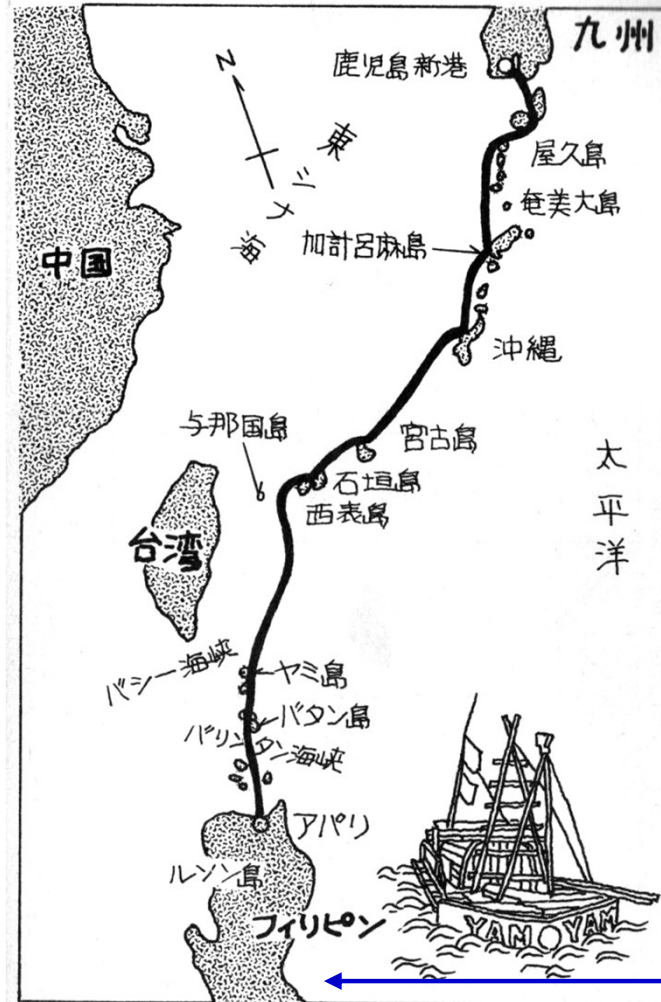 九州
鹿児島新港
N
東シナ海
屋久島
奄美大島
加計呂麻島
中国
沖縄
与那国島
宮古島
石垣島
西表島
太平洋
台湾
バシー海峡
ヤミ島
バタン島
バリンタン海峡
アパリ
ルソン島
フィリピン
YAM YAM